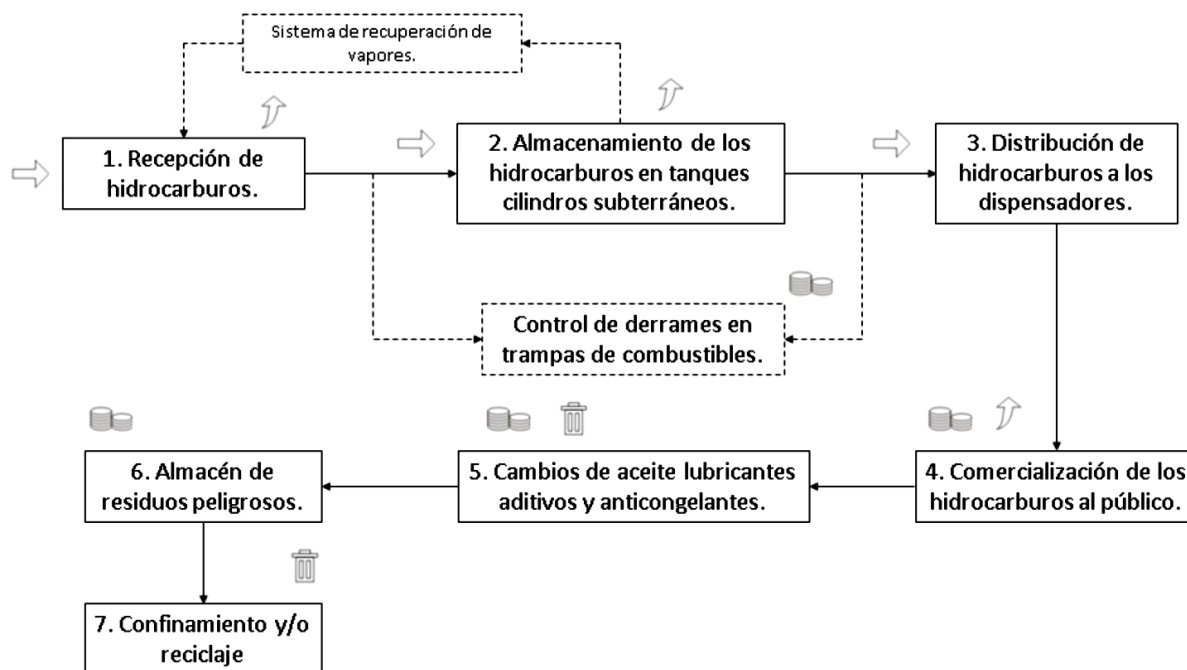 Sistema de recuperación de
vapores.
1. Recepción de
hidrocarburos.
2. Almacenamiento de los
hidrocarburos en tanques
cilindros subterráneos.
3. Distribución de
hidrocarburos a los
dispensadores.
Control de derrames en
trampas de combustibles.
4. Comercialización de los
hidrocarburos al público.
5. Cambios de aceite lubricantes
aditivos y anticongelantes.
6. Almacén de
residuos peligrosos.
7. Confinamiento y/o
reciclaje